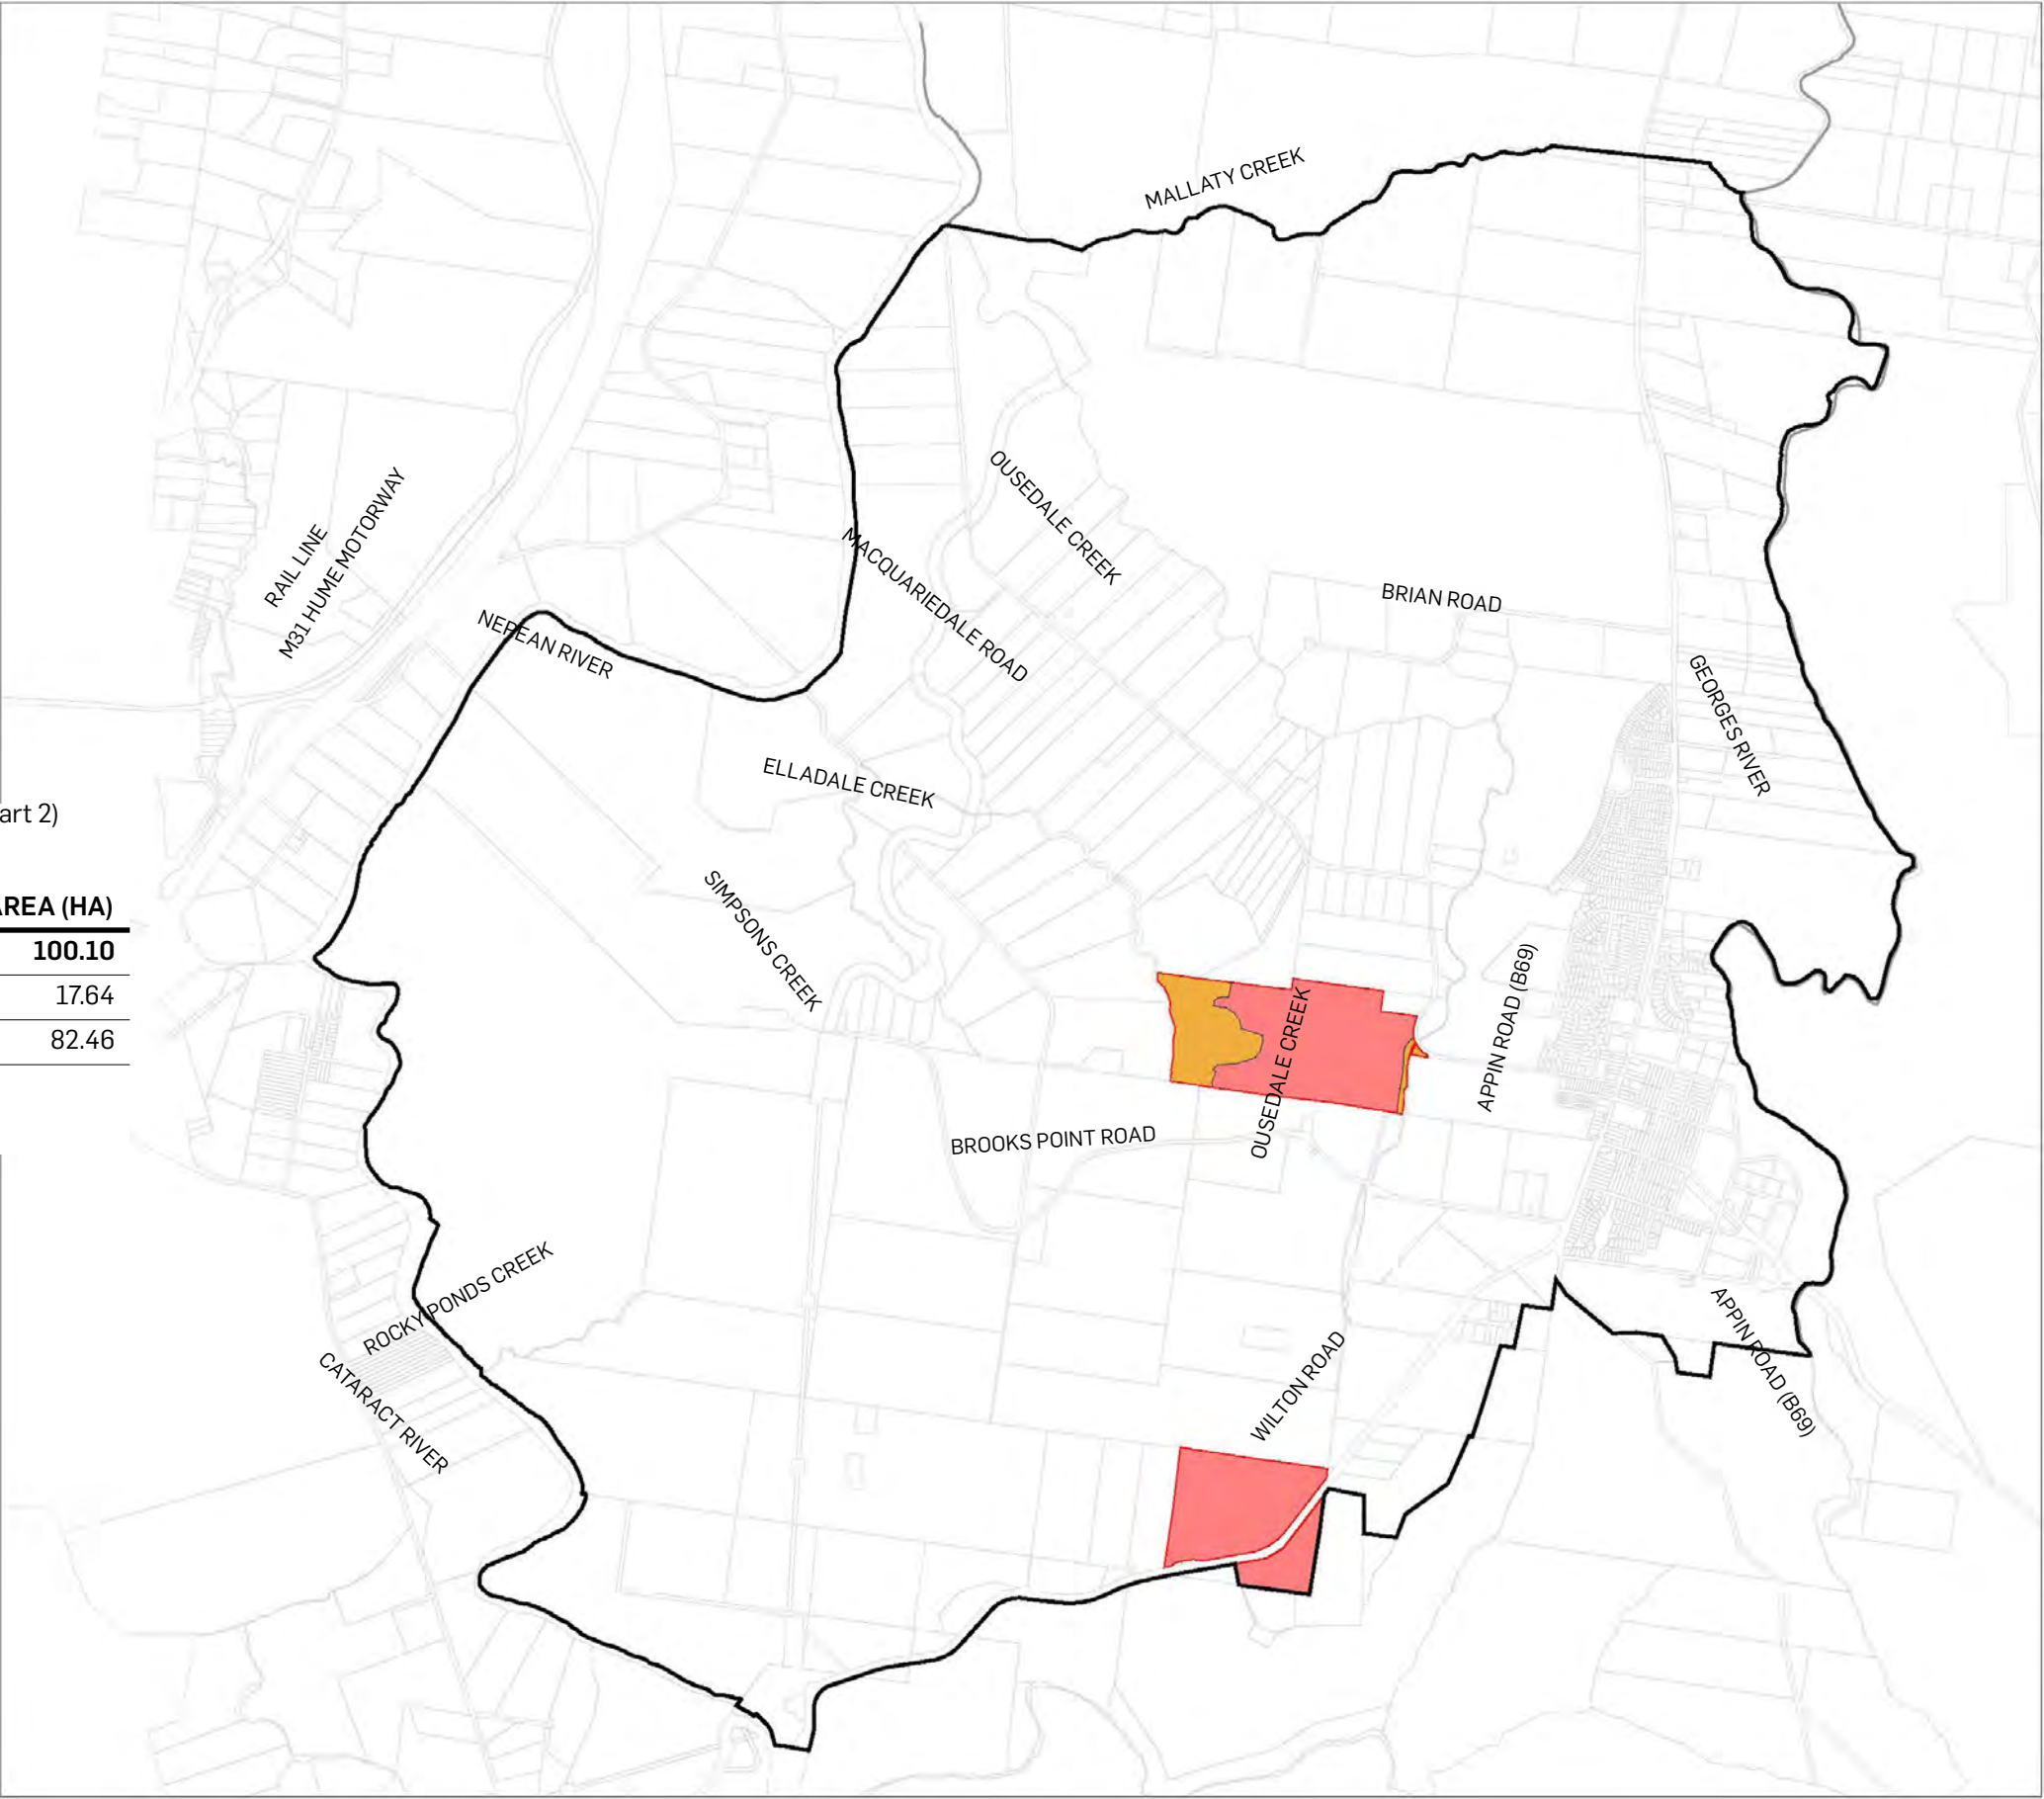 MALLATY CREEK
OUSEDALE CREEK
RAIL LINE
M31 HUME MOTORWAY
MACQUARIEDALE ROAD
BRIAN ROAD
NEPEAN RIVER
GEORGES RIVER
ELLADALE CREEK
art 2)
SIMPSONS CREEK
AREA (HA)
100.10
17.64
82.46
APPIN ROAD (B69)
OUSEDALE CREEK
BROOKS POINT ROAD
ROCKY PONDS CREEK
APPIN ROAD (B69)
WILTON ROAD
CATARACT RIVER